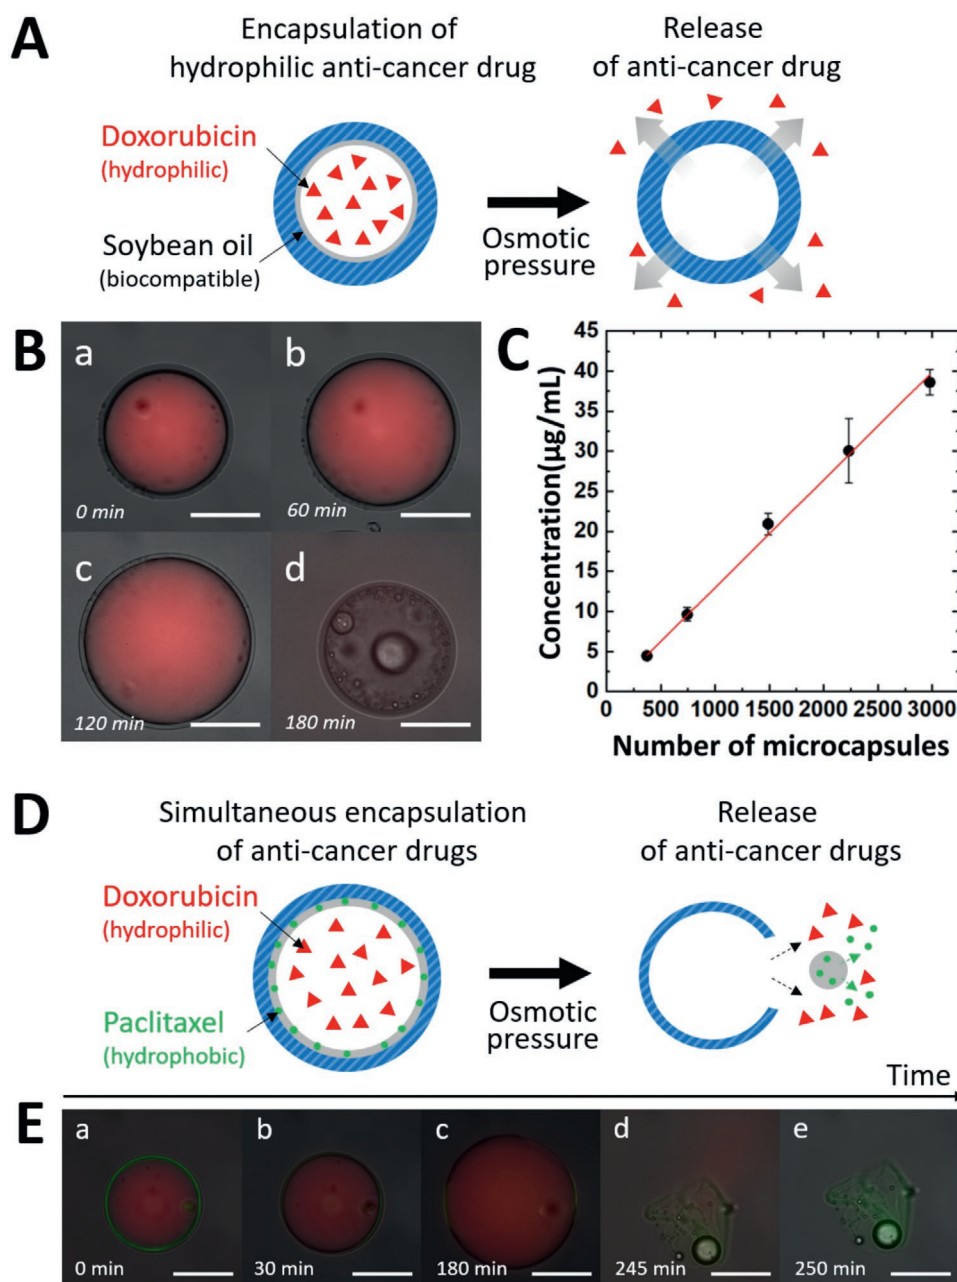 A
Encapsulation of
hydrophilic anti-cancer drug
Release
of anti-cancer drug
Doxorubicin
(hydrophilic)
Soybean oil
(biocompatible)
Osmotic
pressure
B
a
0 min
b
60 min
c
120 min
d
180 min
C
Concentration(µg/mL)
45
40
35
30
25
20
15
10
5
0
0 500 1000 1500 2000 2500 3000
Number of microcapsules
D
Simultaneous encapsulation
of anti-cancer drugs
Release
of anti-cancer drugs
Doxorubicin
(hydrophilic)
Paclitaxel
(hydrophobic)
Osmotic
pressure
Time
E
a
0 min
b
30 min
c
180 min
d
245 min
e
250 min